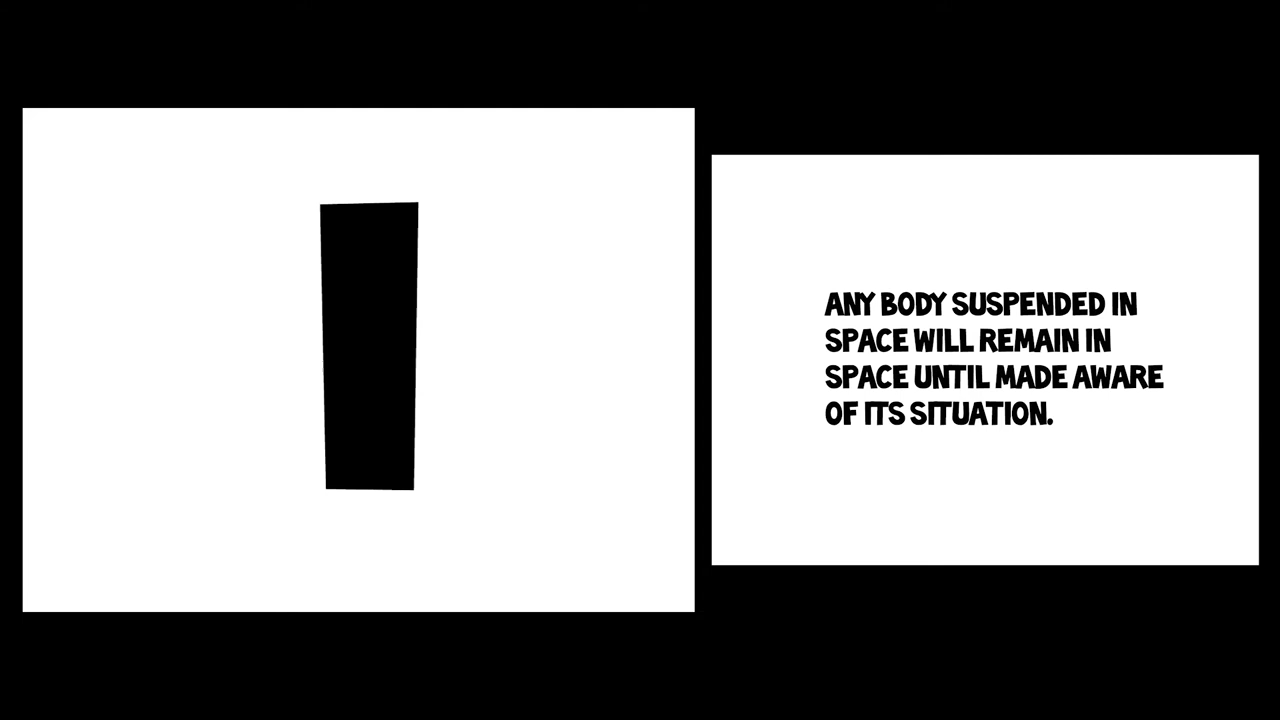 I
ANY BODY SUSPENDED IN
SPACE WILL REMAIN IN
SPACE UNTIL MADE AWARE
OF ITS SITUATION.